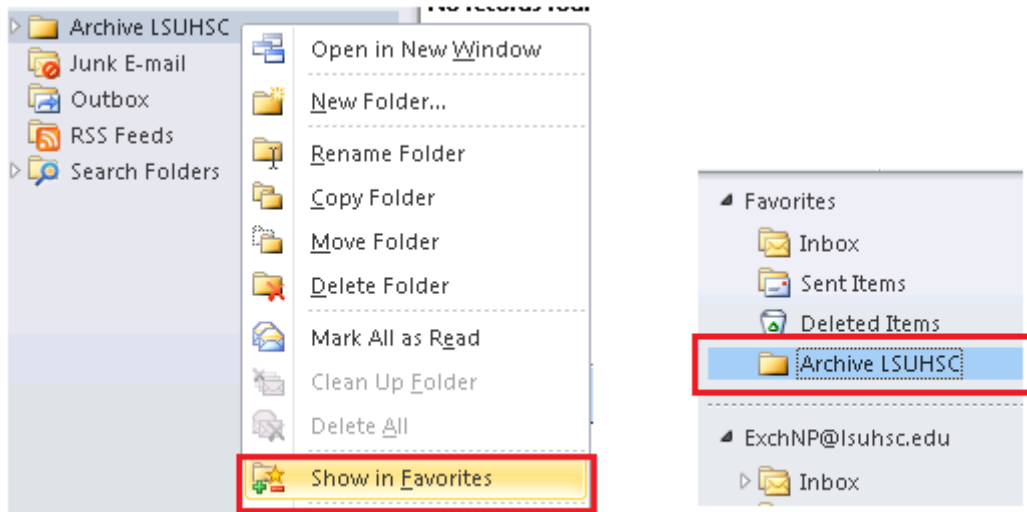 Archive LSUHSC
Junk E-mail
Outbox
RSS Feeds
Search Folders
Open in New Window
New Folder...
Rename Folder
Copy Folder
Move Folder
Delete Folder
Mark All as Read
Clean Up Folder
Delete All
Show in Favorites
Favorites
Inbox
Sent Items
Deleted Items
Archive LSUHSC
ExchNP@lsuhsc.edu
Inbox